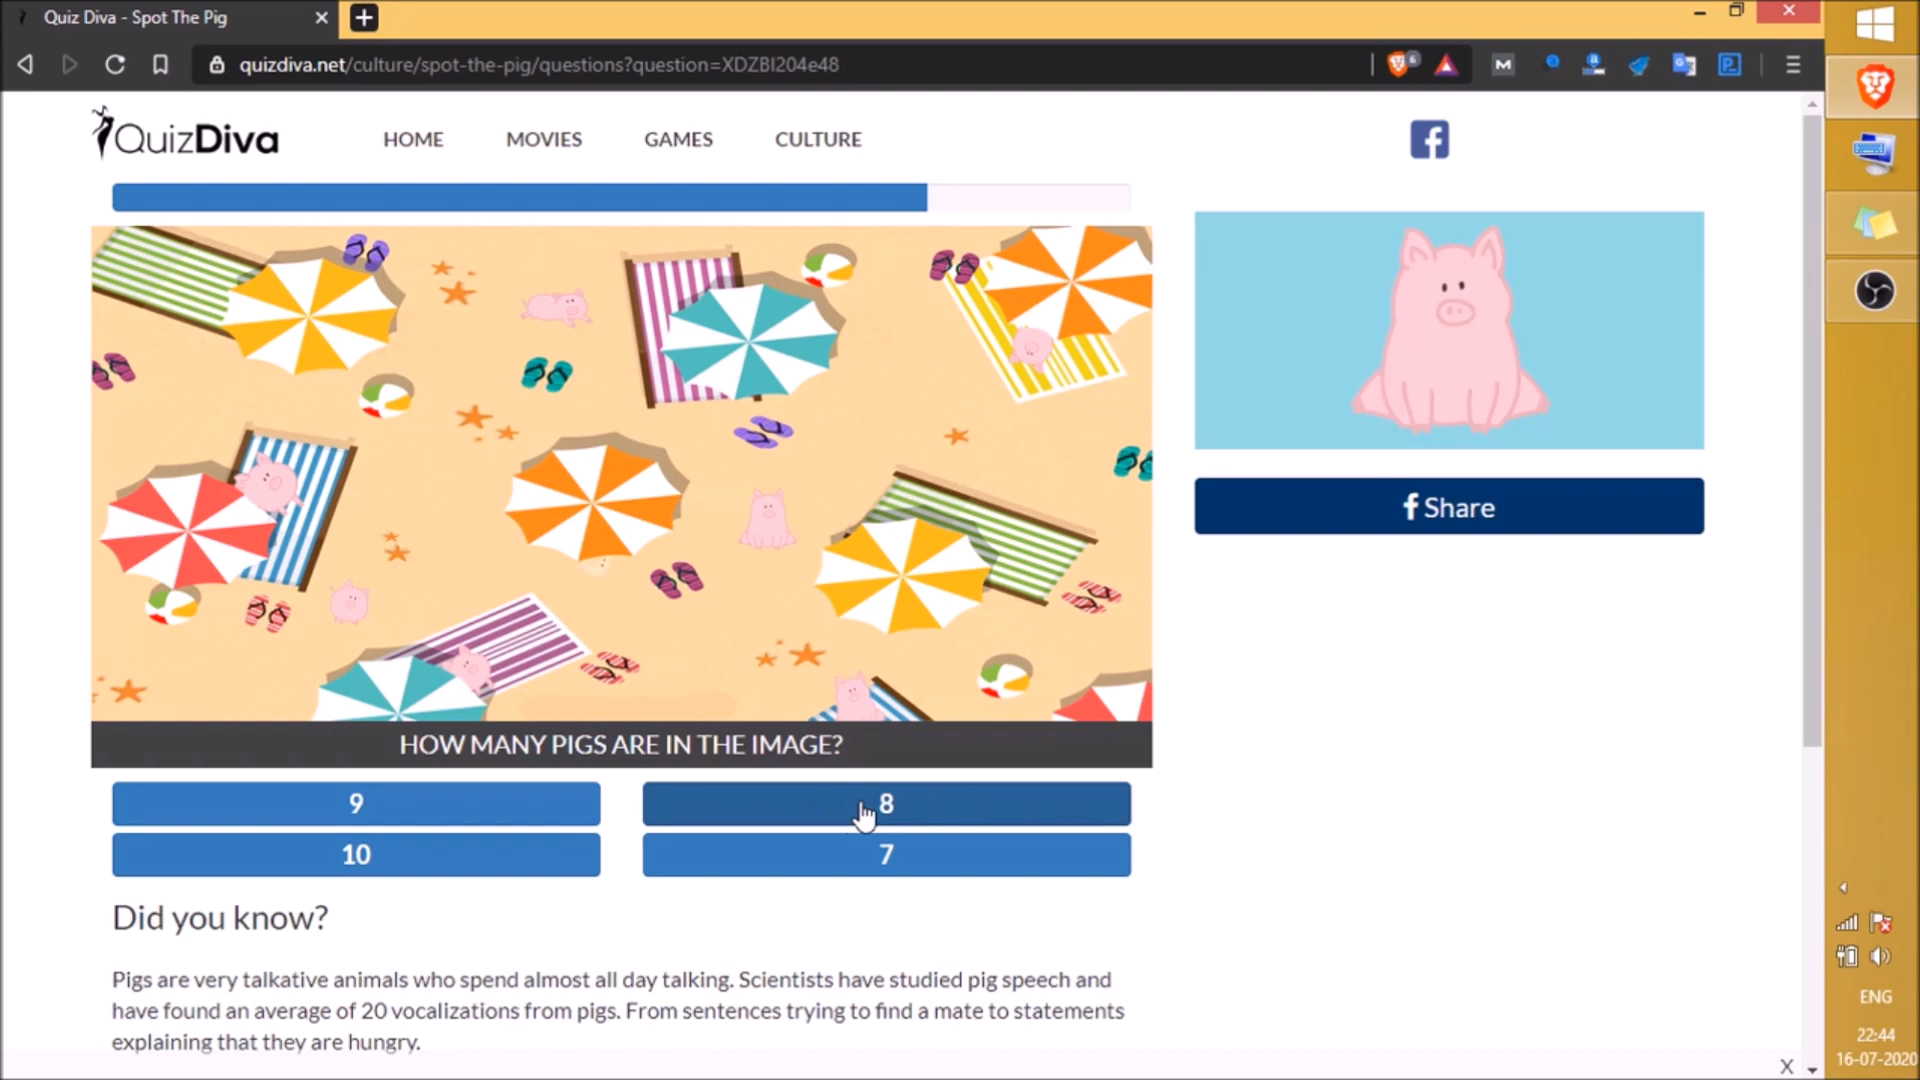 Quiz Diva - Spot The Pig
quizdiva.net/culture/spot-the-pig/questions?question=XDZBI204e48
QuizDiva
HOME MOVIES GAMES CULTURE
Share
HOW MANY PIGS ARE IN THE IMAGE?
9
8
10
7
Did you know?
Pigs are very talkative animals who spend almost all day talking. Scientists have studied pig speech and
have found an average of 20 vocalizations from pigs. From sentences trying to find a mate to statements
explaining that they are hungry.
X
ENG
22:44
16-07-2020